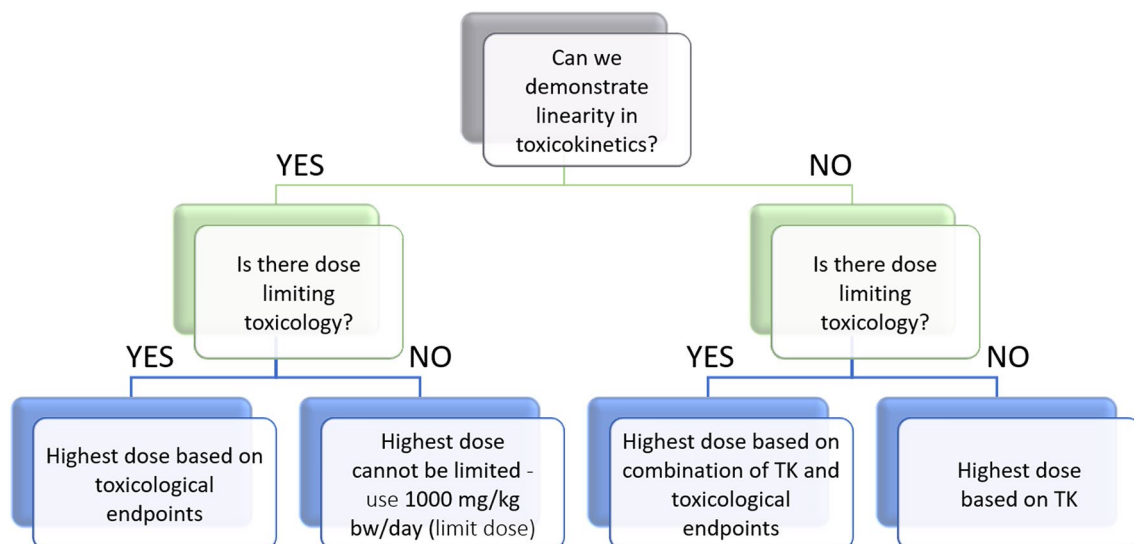 Can we
demonstrate
linearity in
toxicokinetics?
YES
NO
Is there dose
limiting
toxicology?
Is there dose
limiting
toxicology?
YES
NO
YES
NO
Highest dose based on
toxicological
endpoints
Highest dose
cannot be limited -
use 1000 mg/kg
bw/day (limit dose)
Highest dose based on
combination of TK and
toxicological
endpoints
Highest dose
based on TK